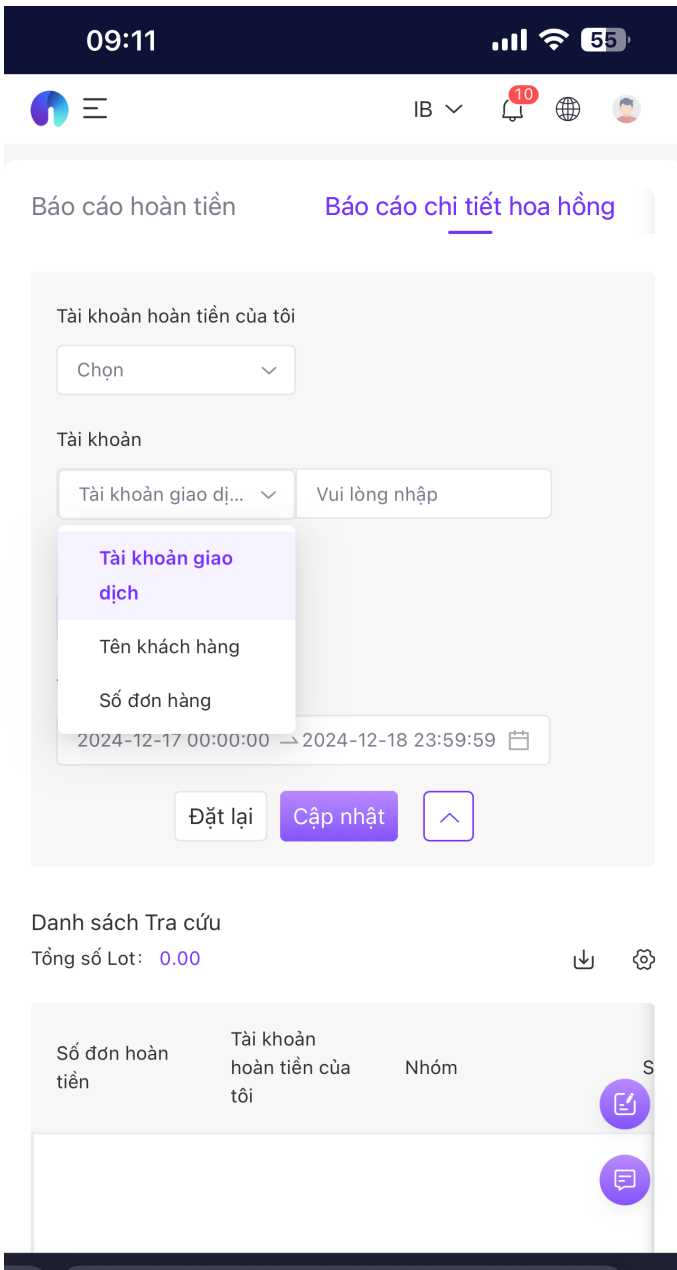 09:11
55
IB
10
Báo cáo hoàn tiền
Báo cáo chi tiết hoa hồng
Tài khoản hoàn tiền của tôi
Chọn
Tài khoản
Tài khoản giao dị...
Vui lòng nhập
Tài khoản giao
dịch
Tên khách hàng
Số đơn hàng
2024-12-17 00:00:00
2024-12-18 23:59:59
Đặt lại
Cập nhật
Danh sách Tra cứu
Tổng số Lot: 0.00
Số đơn hoàn
tiền
Tài khoản
hoàn tiền của
tôi
Nhóm
S